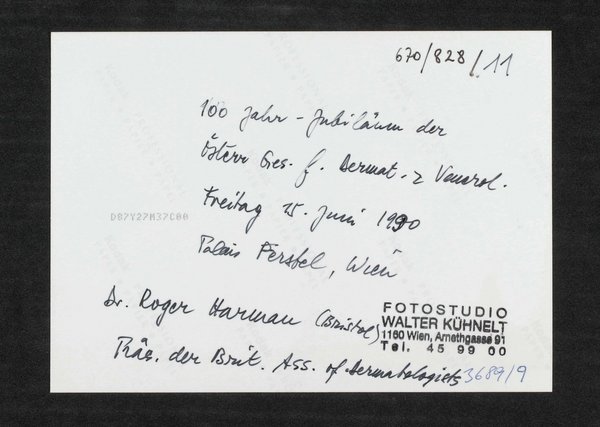 670/828/11
100 Jahr-Jubiläum der
Österr Ges. f. Dermat. u Venerol.
Freitag 15. Juni 1990
D87Y27M37C00
Palais Ferstel, Wien
Dr. Roger Harman (Bristol)
FOTOSTUDIO
WALTER KÜHNELT
1160 Wien, Arnethgasse 91
Tel. 45 99 00
Präs. der Brit. Ass. of Dermatologists
3689/9